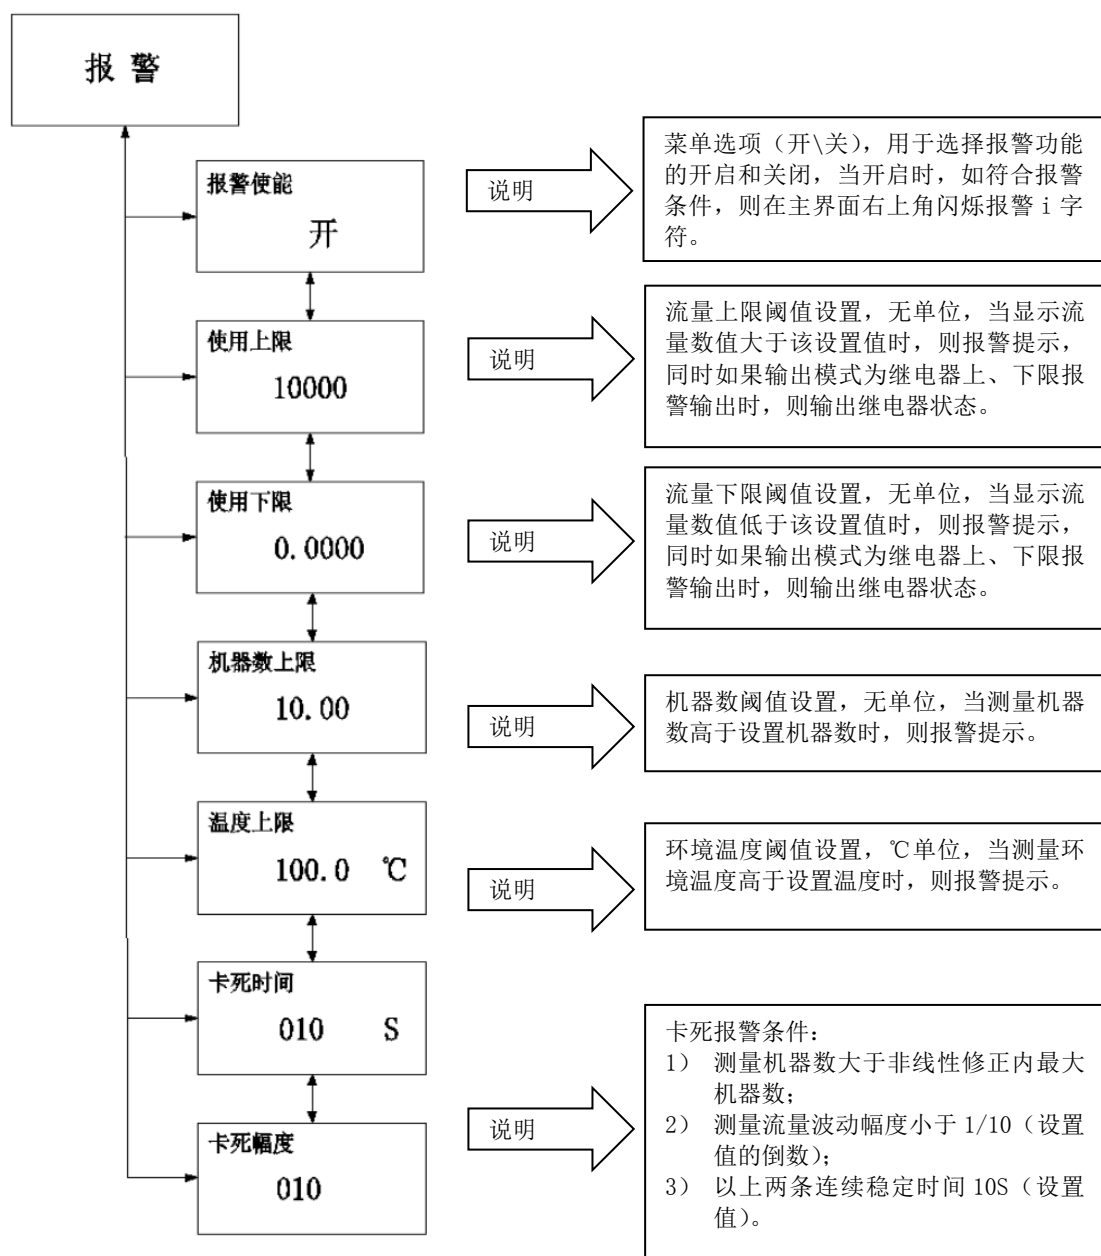 报 警
报警使能
开
说明
菜单选项（开\关），用于选择报警功能
的开启和关闭，当开启时，如符合报警
条件，则在主界面右上角闪烁报警 i 字
符。
使用上限
10000
说明
流量上限阈值设置，无单位，当显示流
量数值大于该设置值时，则报警提示，
同时如果输出模式为继电器上、下限报
警输出时，则输出继电器状态。
使用下限
0.0000
说明
流量下限阈值设置，无单位，当显示流
量数值低于该设置值时，则报警提示，
同时如果输出模式为继电器上、下限报
警输出时，则输出继电器状态。
机器数上限
10.00
说明
机器数阈值设置，无单位，当测量机器
数高于设置机器数时，则报警提示。
温度上限
100.0 ℃
说明
环境温度阈值设置，℃单位，当测量环
境温度高于设置温度时，则报警提示。
卡死时间
010 S
卡死幅度
010
说明
卡死报警条件：
1） 测量机器数大于非线性修正内最大
机器数；
2） 测量流量波动幅度小于 1/10（设置
值的倒数）；
3） 以上两条连续稳定时间 10S（设置
值）。